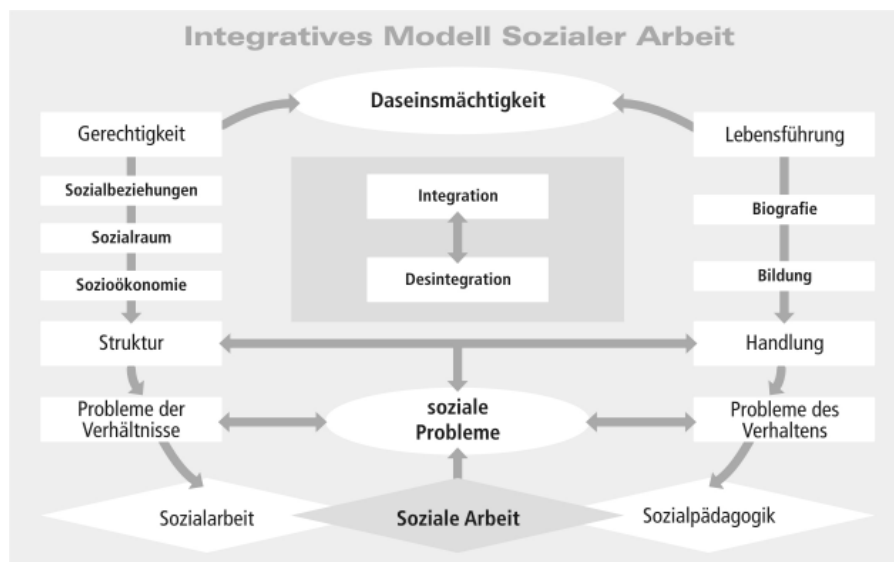 Integratives Modell Sozialer Arbeit
Daseinsmächtigkeit
Gerechtigkeit
Lebensführung
Sozialbeziehungen
Integration
Biografie
Sozialraum
Sozioökonomie
Desintegration
Bildung
Struktur
Handlung
Probleme der
Verhältnisse
soziale
Probleme
Probleme des
Verhaltens
Sozialarbeit
Soziale Arbeit
Sozialpädagogik